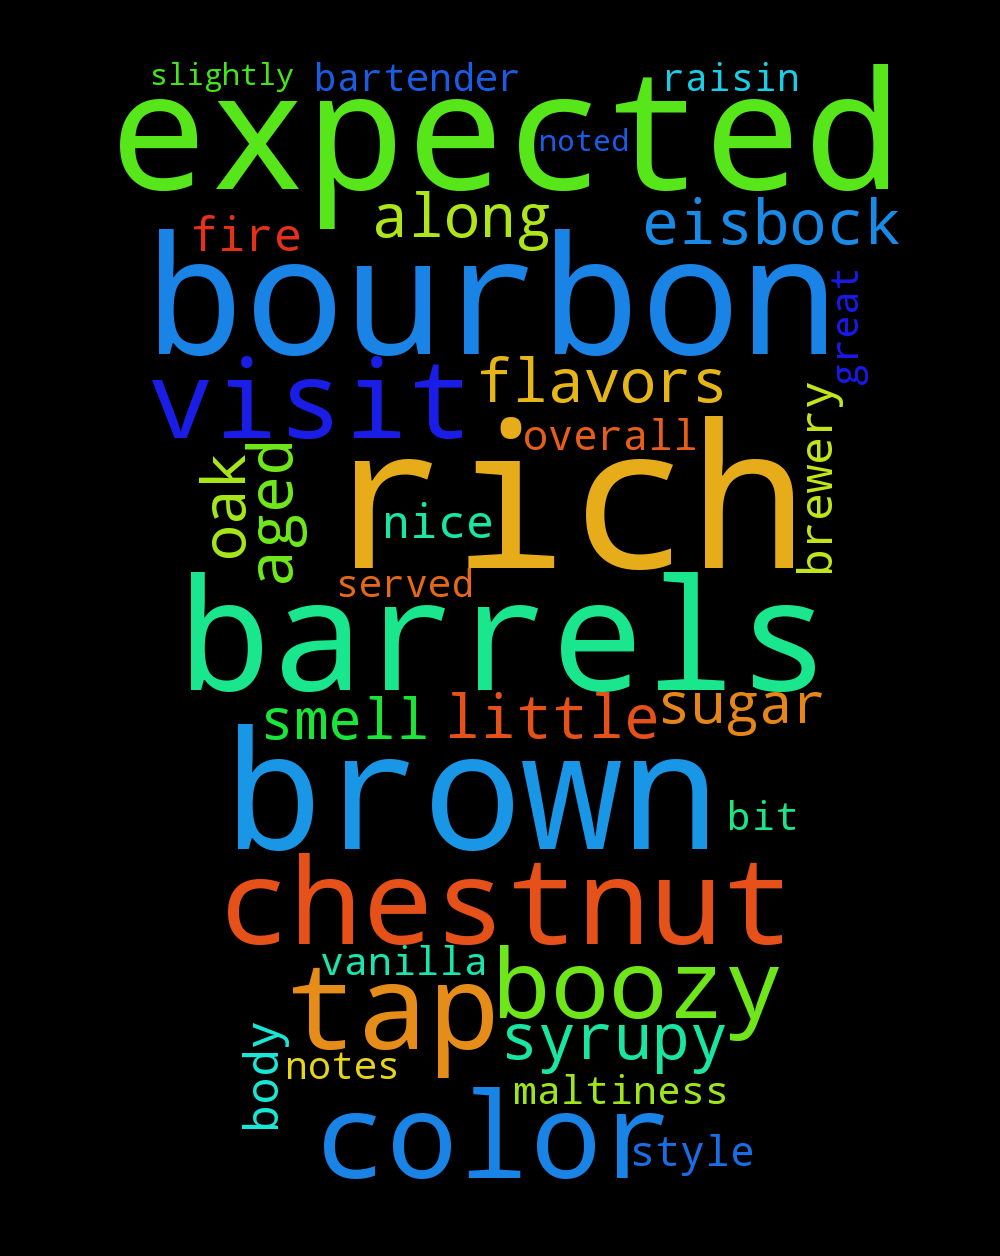 slightly bartender raisin
expected
noted
along eisbock
fire
bourbon
great
visit flavors
overall
brewery
rich
oak
aged
nice
served
barrels
smell little sugar
brown
bit
chestnut
vanilla boozy
tap
syrupy
body
notes
maltiness
color
style